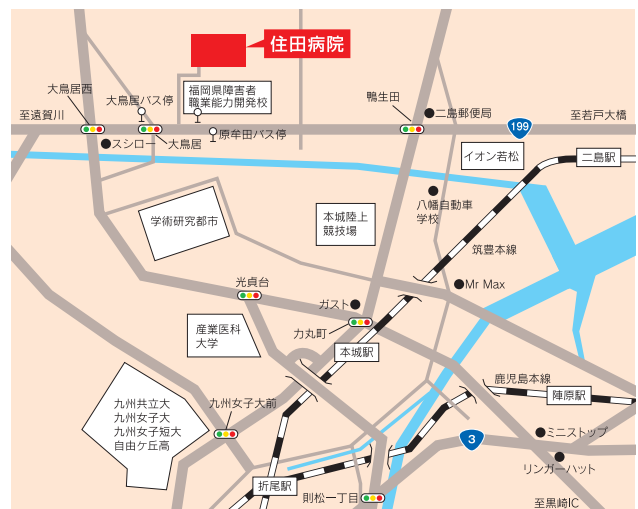 住田病院
大鳥居西
大鳥居バス停
福岡県障害者
職業能力開発校
鴨生田
二島郵便局
至遠賀川
至若戸大橋
199
スシロー
大鳥居
原牟田バス停
イオン若松
二島駅
八幡自動車
学校
学術研究都市
本城陸上
競技場
筑豊本線
光貞台
ガスト
Mr Max
産業医科
大学
力丸町
本城駅
鹿児島本線
陣原駅
九州共立大
九州女子大
九州女子短大
自由ケ丘高
九州女子大前
3
ミニストップ
リンガーハット
折尾駅
則松一丁目
至黒崎IC